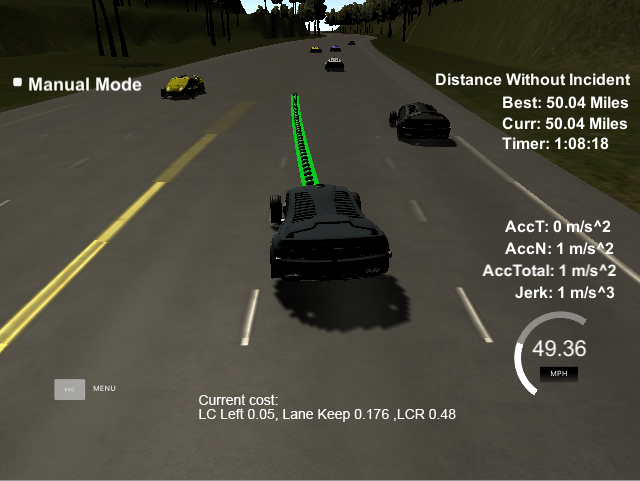 Manual Mode
Distance Without Incident
Best: 50.04 Miles
Curr: 50.04 Miles
Timer: 1:08:18
AccT: 0 m/s^2
AccN: 1 m/s^2
AccTotal: 1 m/s^2
Jerk: 1 m/s^3
49.36
MPH
ESC MENU
Current cost:
LC Left 0.05, Lane Keep 0.176 ,LCR 0.48